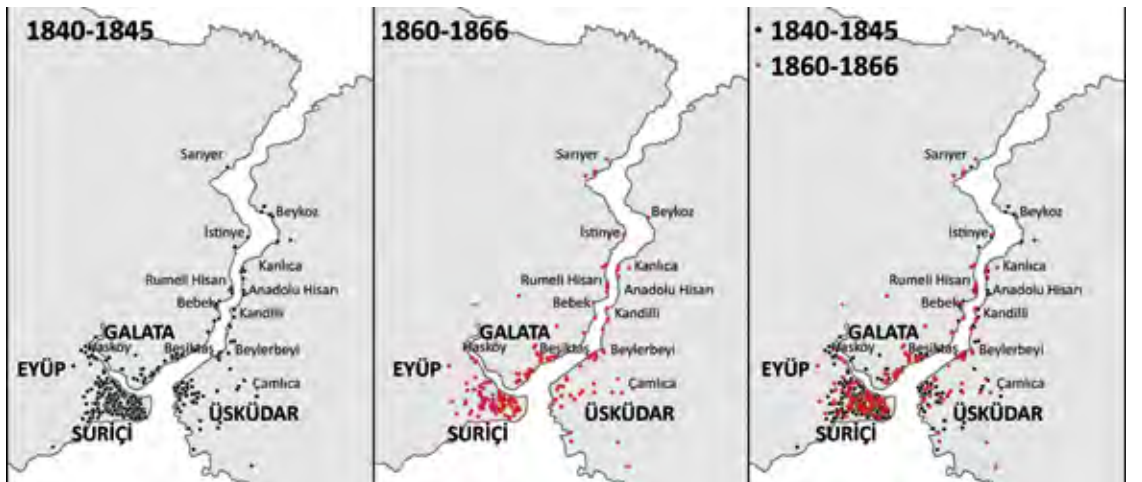 1840-1845
Sarıyer
Beykoz
İstinye
Kanlıca
Rumeli Hisarı
Anadolu Hisarı
Bebek
Kandilli
GALATA
Hasköy
Beşiktaş
Beylerbeyi
EYÜP
Çamlıca
ÜSKÜDAR
SURİÇİ
1860-1866
Sarıyer
Beykoz
İstinye
Kanlıca
Rumeli Hisarı
Anadolu Hisarı
Bebek
Kandilli
GALATA
Hasköy
Beşiktaş
Beylerbeyi
EYÜP
Çamlıca
ÜSKÜDAR
SURİÇİ
1840-1845
1860-1866
Sarıyer
Beykoz
İstinye
Kanlıca
Rumeli Hisarı
Anadolu Hisarı
Bebek
Kandilli
GALATA
Hasköy
Beşiktaş
Beylerbeyi
EYÜP
Çamlıca
ÜSKÜDAR
SURİÇİ